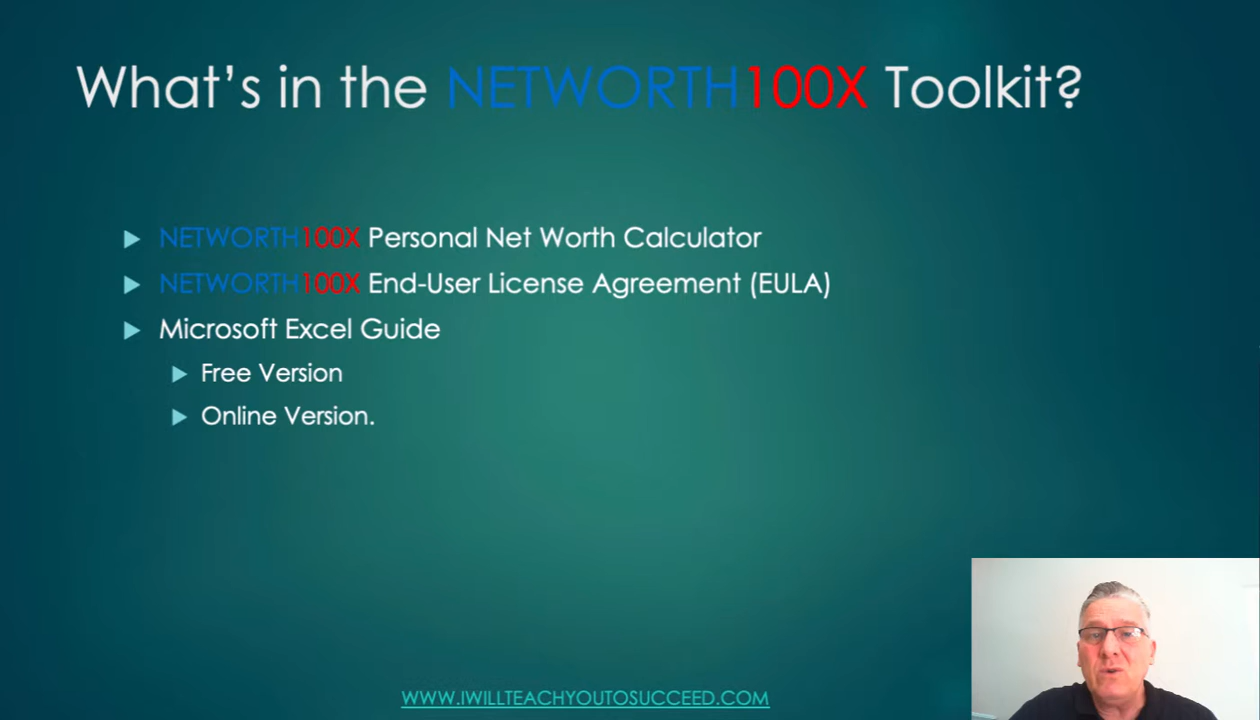 What's in the NETWORTH100X Toolkit?
NETWORTH100X Personal Net Worth Calculator
NETWORTH100X End-User License Agreement (EULA)
Microsoft Excel Guide
Free Version
Online Version.
WWW.IWILLTEACHYOUTOSUCCEED.COM